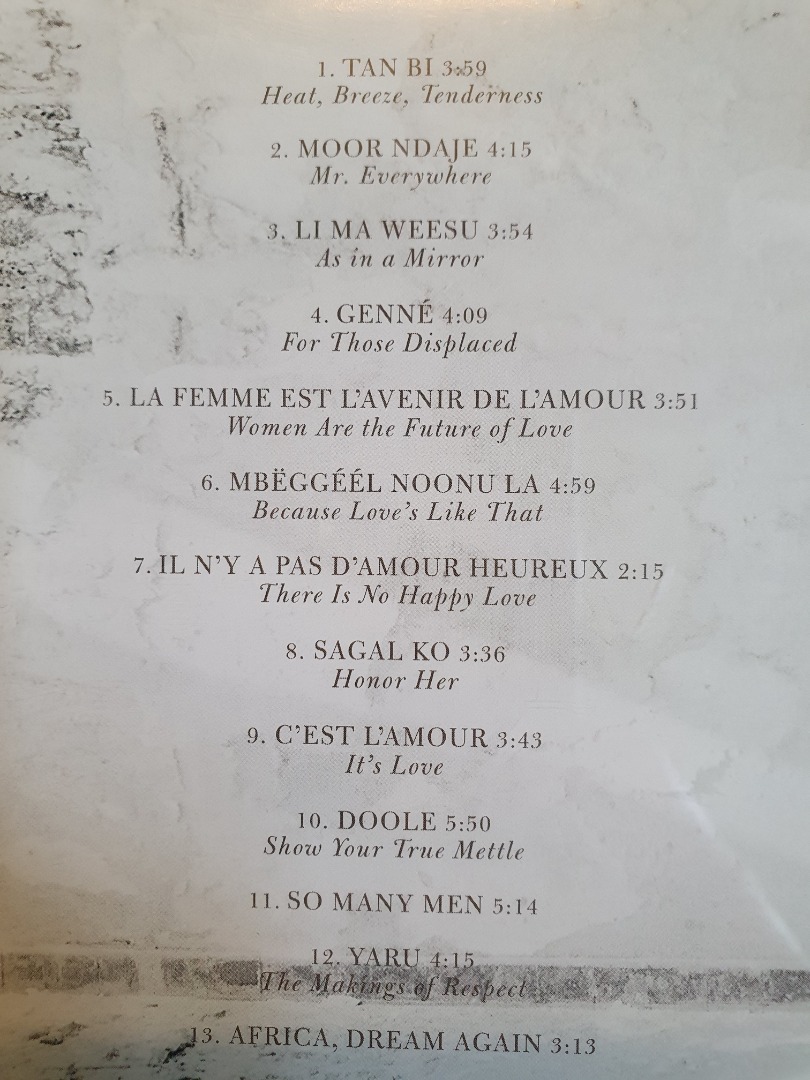 1. TAN BI 3:59
Heat, Breeze, Tenderness
2. MOOR NDAJE 4:15
Mr. Everywhere
3. LI MA WEESU 3:54
As in a Mirror
4. GENNÉ 4:09
For Those Displaced
5. LA FEMME EST L'AVENIR DE L'AMOUR 3:51
Women Are the Future of Love
6. MBËGGÉÉL NOONU LA 4:59
Because Love's Like That
7. IL N'Y A PAS D'AMOUR HEUREUX 2:15
There Is No Happy Love
8. SAGAL KO 3:36
Honor Her
9. C'EST L'AMOUR 3:43
It's Love
10. DOOLE 5:50
Show Your True Mettle
11. SO MANY MEN 5:14
12. YARU 4:15
The Makings of Respect
13. AFRICA, DREAM AGAIN 3:13